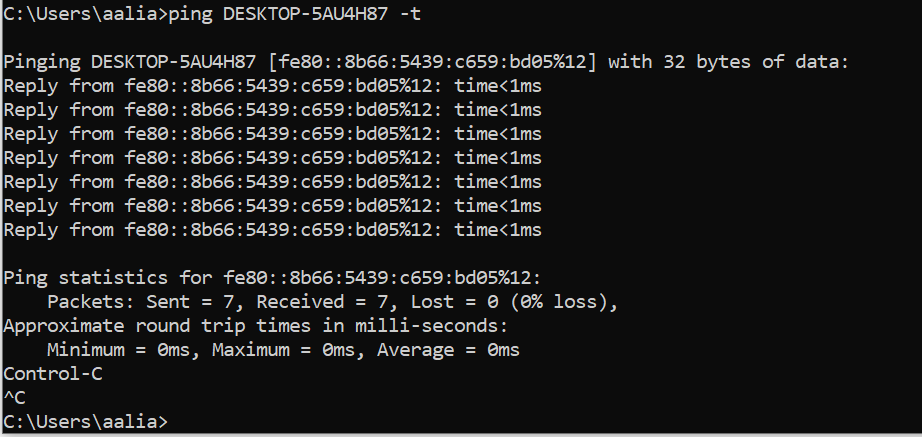 C:\Users\aalia>ping DESKTOP-5AU4H87 -t
Pinging DESKTOP-5AU4H87 [fe80::8b66:5439:c659:bd05%12] with 32 bytes of data:
Reply from fe80::8b66:5439:c659:bd05%12: time<1ms
Reply from fe80::8b66:5439:c659:bd05%12: time<1ms
Reply from fe80::8b66:5439:c659:bd05%12: time<1ms
Reply from fe80::8b66:5439:c659:bd05%12: time<1ms
Reply from fe80::8b66:5439:c659:bd05%12: time<1ms
Reply from fe80::8b66:5439:c659:bd05%12: time<1ms
Reply from fe80::8b66:5439:c659:bd05%12: time<1ms
Ping statistics for fe80::8b66:5439:c659:bd05%12:
    Packets: Sent = 7, Received = 7, Lost = 0 (0% loss),
Approximate round trip times in milli-seconds:
    Minimum = 0ms, Maximum = 0ms, Average = 0ms
Control-C
^C
C:\Users\aalia>